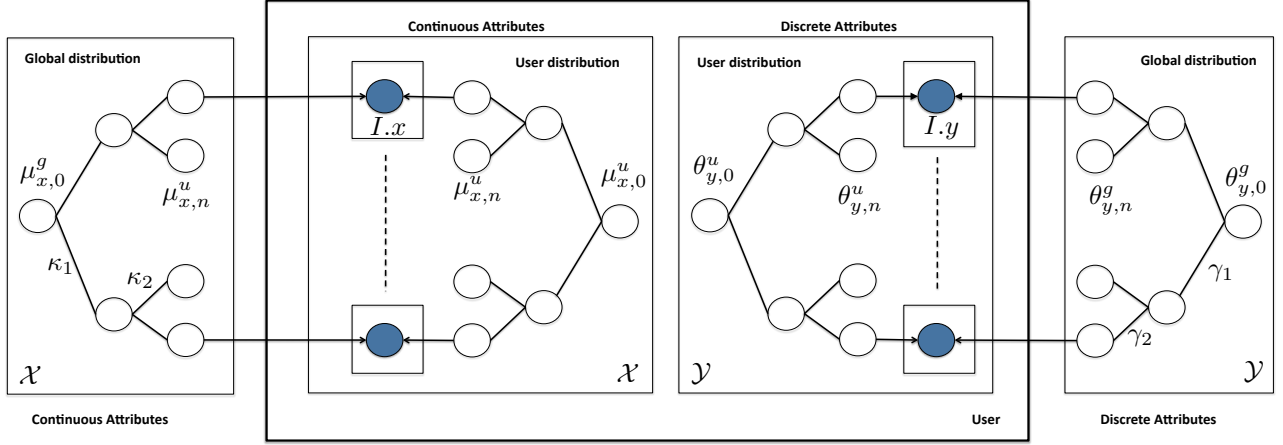 Continuous Attributes
Discrete Attributes
Global distribution
User distribution
User distribution
Global distribution
I.x
I.y
μ^g_{x,0}
μ^u_{x,n}
μ^u_{x,n}
μ^u_{x,0}
θ^u_{y,0}
θ^u_{y,n}
θ^g_{y,n}
θ^g_{y,0}
κ_1
κ_2
γ_1
γ_2
𝒳
𝒳
𝒴
𝒴
Continuous Attributes
User
Discrete Attributes